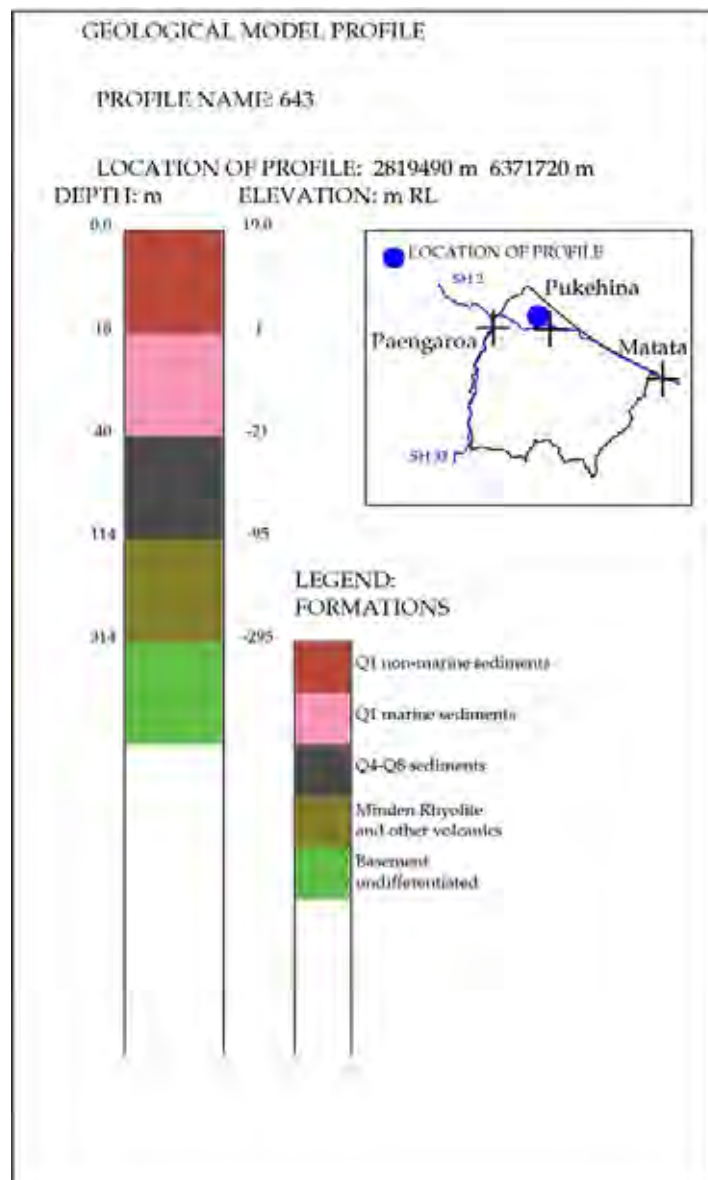 GEOLOGICAL MODEL PROFILE
PROFILE NAME: 643
LOCATION OF PROFILE: 2819490 m 6371720 m
DEPTH: m ELEVATION: m RL
0.0 19.0
18 1
40 -21
114 -95
314 -295
LOCATION OF PROFILE
SH 2
Pukehina
Paengaroa
Matata
SH 33
LEGEND:
FORMATIONS
Q1 non-marine sediments
Q1 marine sediments
Q4-Q8 sediments
Minden Rhyolite
and other volcanics
Basement
undifferentiated